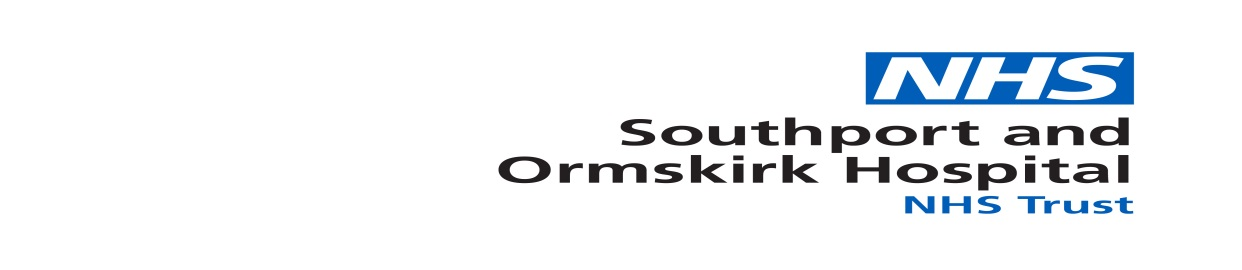 NHS
Southport and
Ormskirk Hospital
NHS Trust